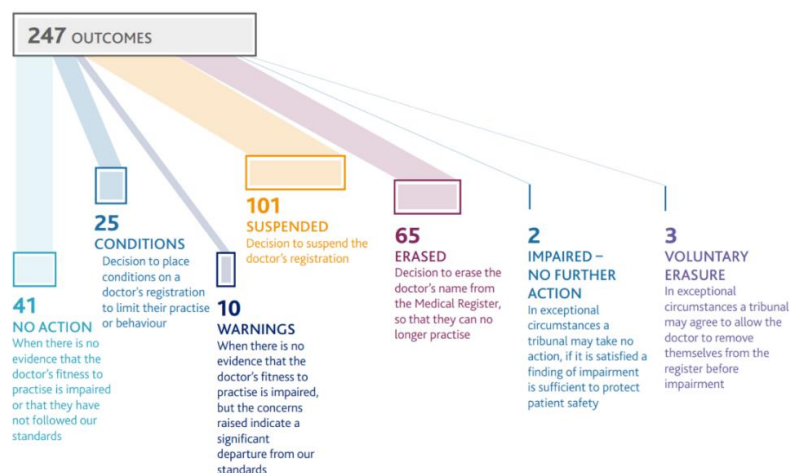 247 OUTCOMES
41
NO ACTION
When there is no
evidence that the
doctor's fitness to
practise is impaired
or that they have
not followed our
standards
25
CONDITIONS
Decision to place
conditions on a
doctor's registration
to limit their practise
or behaviour
10
WARNINGS
When there is no
evidence that the
doctor's fitness to
practise is impaired,
but the concerns
raised indicate a
significant
departure from our
standards
101
SUSPENDED
Decision to suspend the
doctor's registration
65
ERASED
Decision to erase the
doctor's name from
the Medical Register,
so that they can no
longer practise
2
IMPAIRED –
NO FURTHER
ACTION
In exceptional
circumstances a
tribunal may take no
action, if it is satisfied a
finding of impairment
is sufficient to protect
patient safety
3
VOLUNTARY
ERASURE
In exceptional
circumstances a tribunal
may agree to allow the
doctor to remove
themselves from the
register before
impairment